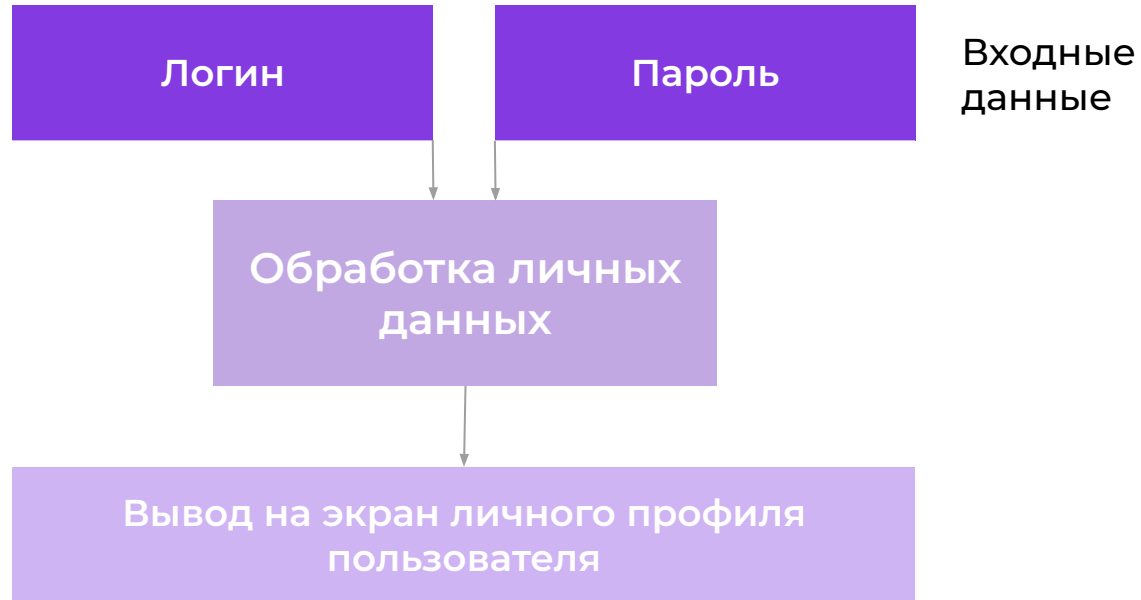 Логин
Пароль
Входные
данные
Обработка личных
данных
Вывод на экран личного профиля
пользователя